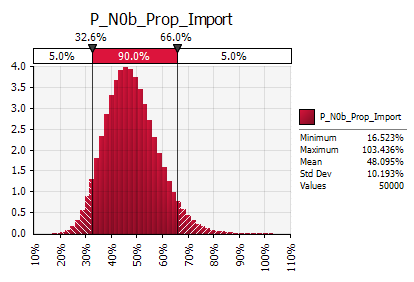 P_N0b_Prop_Import
32.6% 66.0%
5.0% 90.0% 5.0%
4.0
3.5
3.0
2.5
2.0
1.5
1.0
0.5
0.0
10% 20% 30% 40% 50% 60% 70% 80% 90% 100% 110%
P_N0b_Prop_Import
Minimum 16.523%
Maximum 103.436%
Mean 48.095%
Std Dev 10.193%
Values 50000